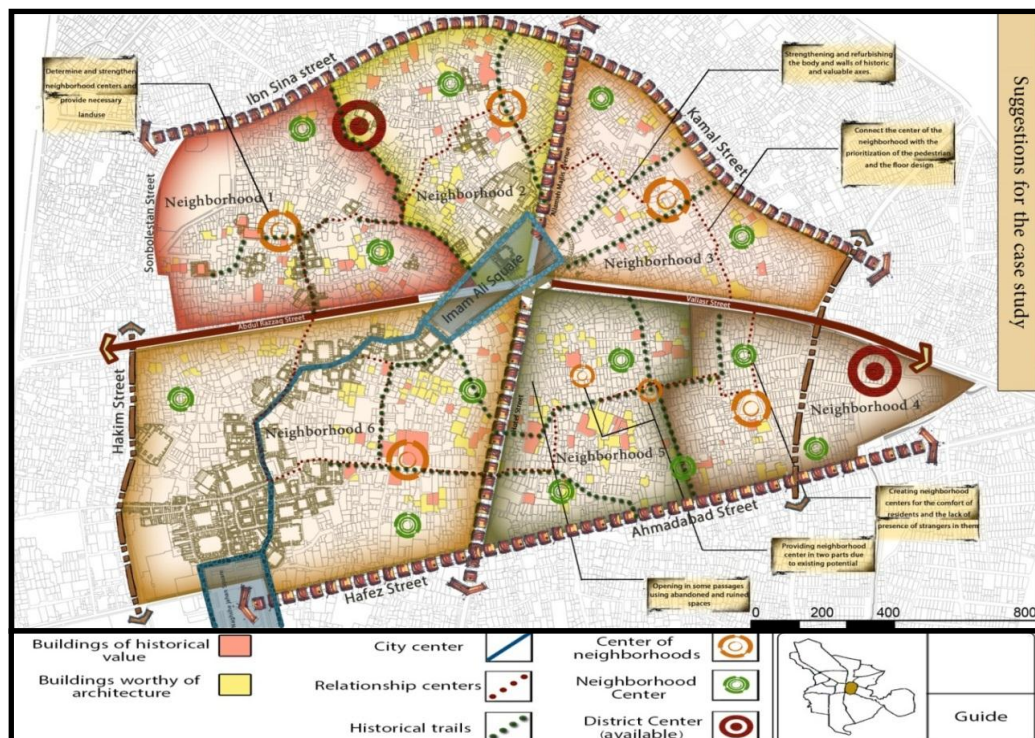 Suggestions for the case study
Determine and strengthen
neighborhood centers and
provide necessary
landuse
Ibn Sina street
Strengthening and refurbishing
the body and walls of historic
and valuable axes.
Kamal Street
Connect the center of the
neighborhood with the
prioritization of the pedestrian
and the floor design.
Sonbolestan Street
Neighborhood 1
Neighborhood 2
Neighborhood 3
Imam Ali Square
Abdul Razzaq Street
Valiasr Street
Hakim Street
Neighborhood 6
Neighborhood 5
Neighborhood 4
Hafez Street
Ahmadabad Street
Creating neighborhood
centers for the comfort of
residents and the lack of
presence of strangers in them
Providing neighborhood
center in two parts due
to existing potential
Opening in some passages
using abandoned and ruined
spaces
0 200 400 800
Buildings of historical
value
Buildings worthy of
architecture
City center
Relationship centers
Historical trails
Center of
neighborhoods
Neighborhood
Center
District Center
(available)
Guide